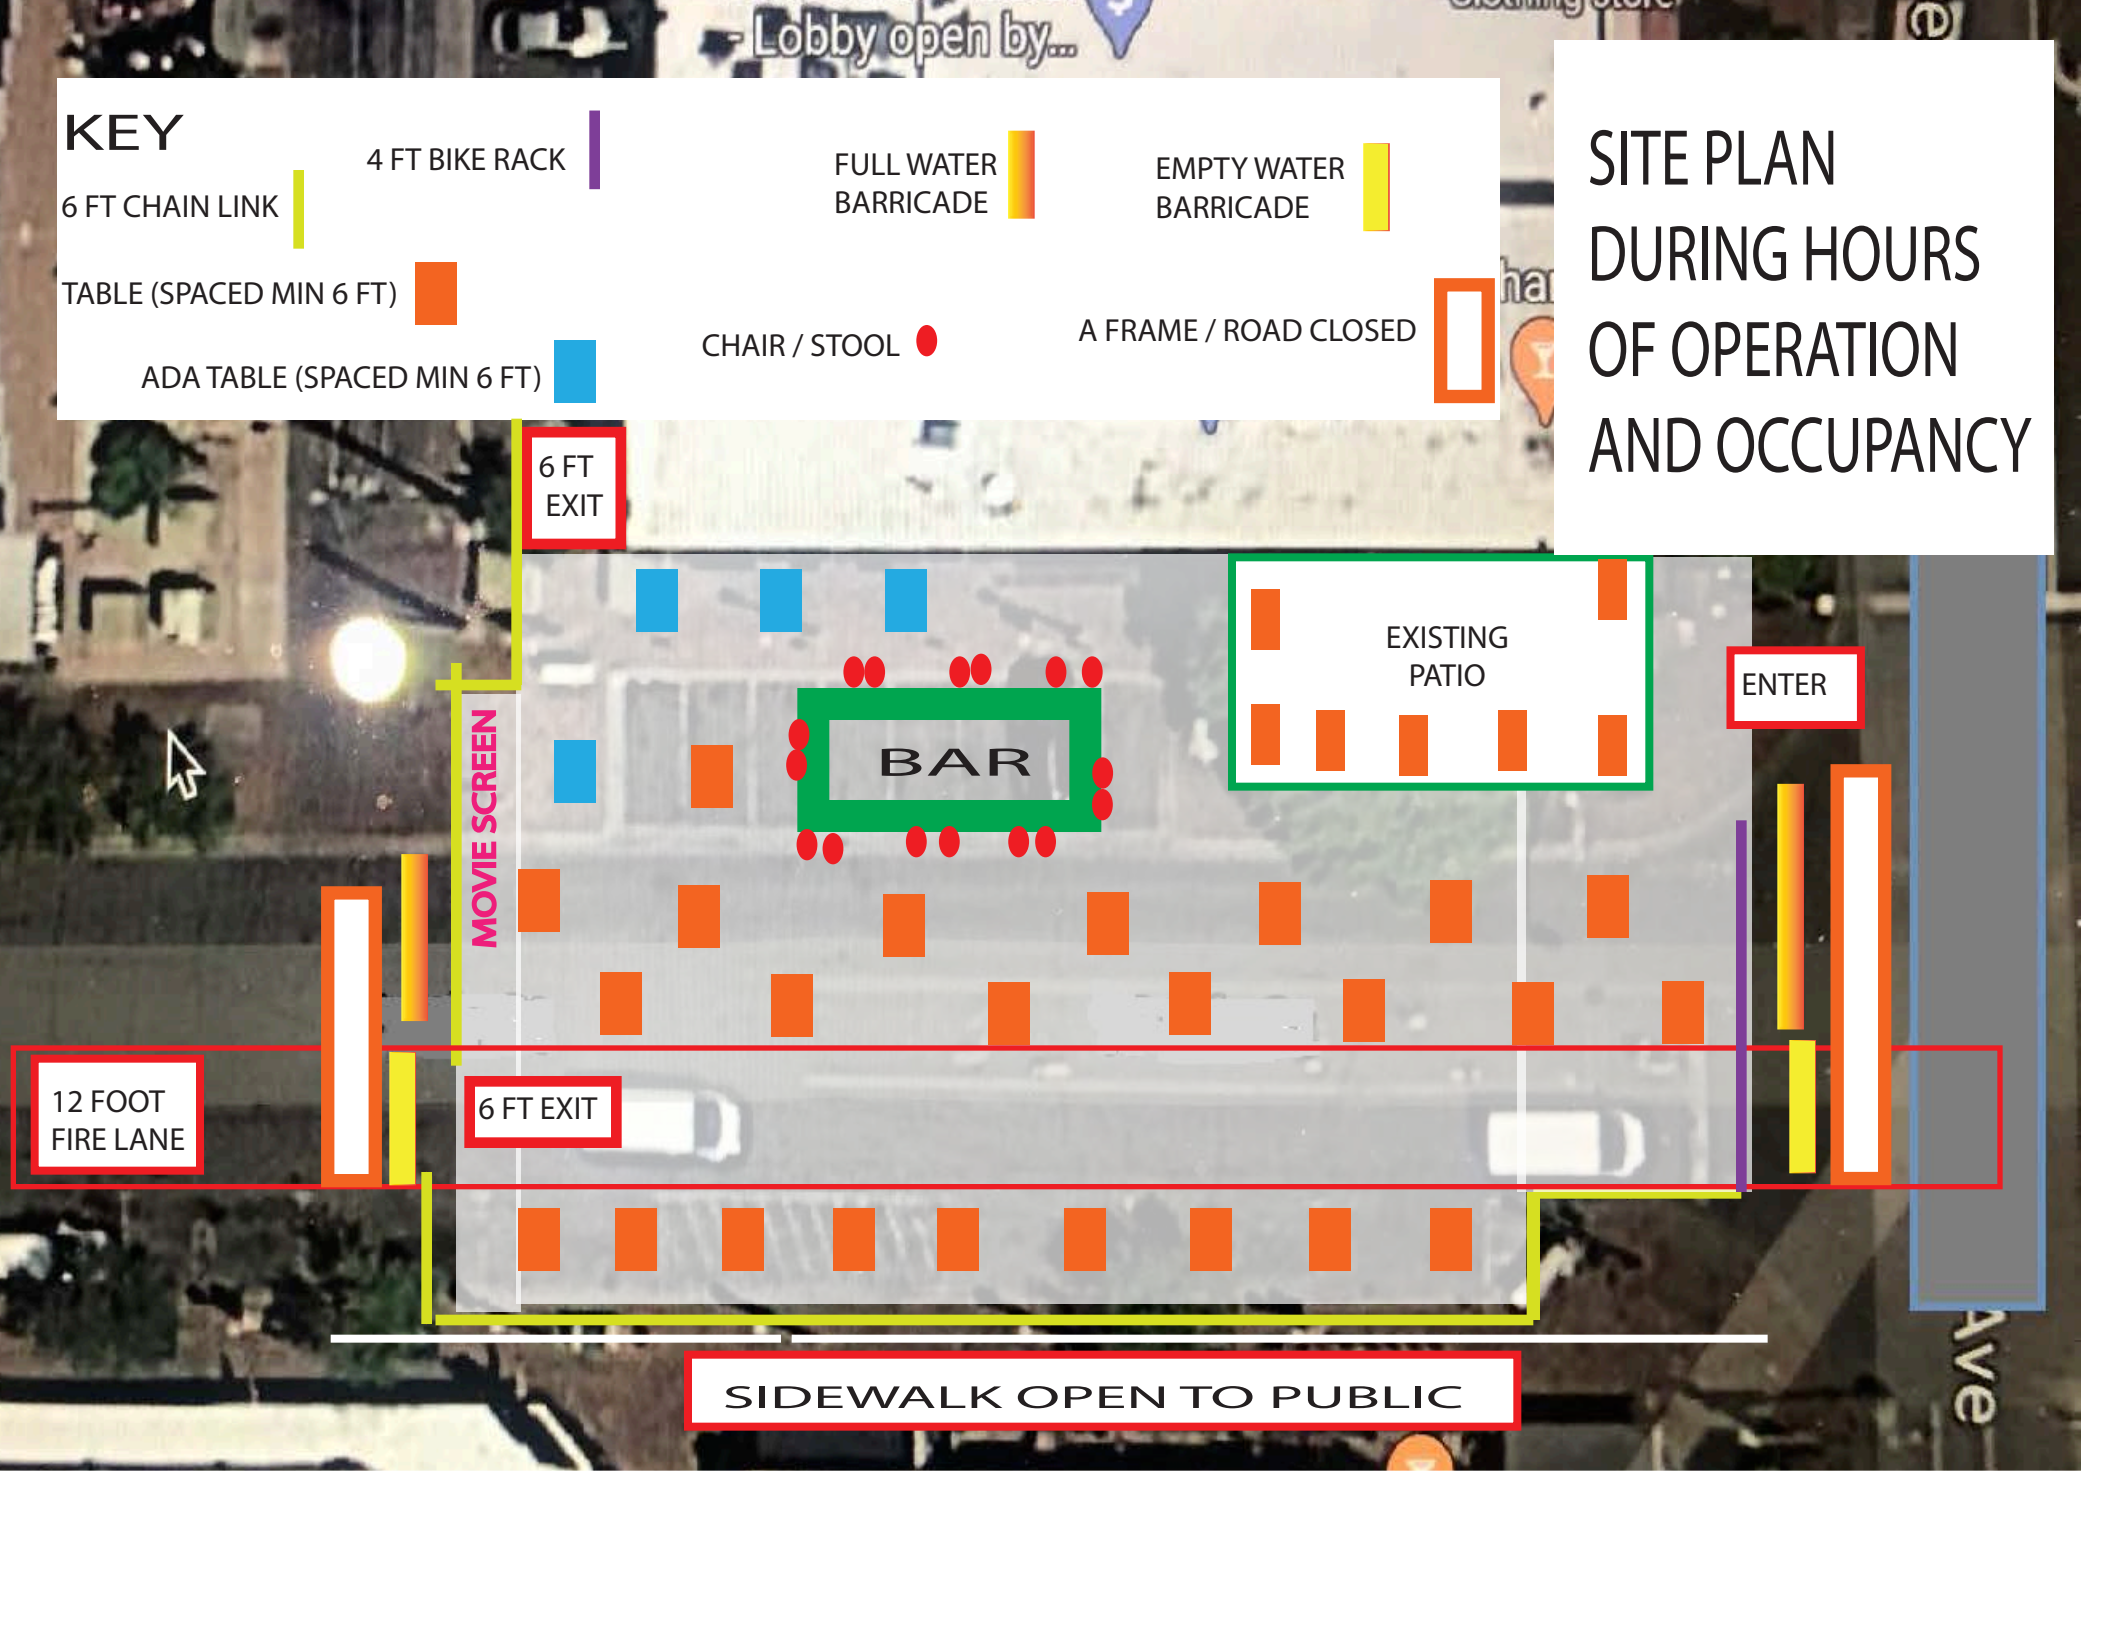 - Lobby open by...
KEY
4 FT BIKE RACK
6 FT CHAIN LINK
TABLE (SPACED MIN 6 FT)
ADA TABLE (SPACED MIN 6 FT)
FULL WATER
BARRICADE
CHAIR / STOOL
EMPTY WATER
BARRICADE
A FRAME / ROAD CLOSED
SITE PLAN
DURING HOURS
OF OPERATION
AND OCCUPANCY
6 FT
EXIT
EXISTING
PATIO
ENTER
MOVIE SCREEN
BAR
12 FOOT
FIRE LANE
6 FT EXIT
SIDEWALK OPEN TO PUBLIC
Ave